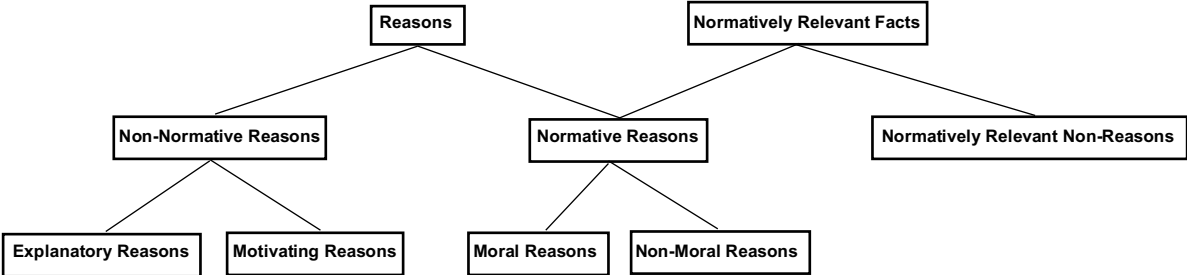 Reasons
Normatively Relevant Facts
Non-Normative Reasons
Normative Reasons
Normatively Relevant Non-Reasons
Explanatory Reasons
Motivating Reasons
Moral Reasons
Non-Moral Reasons